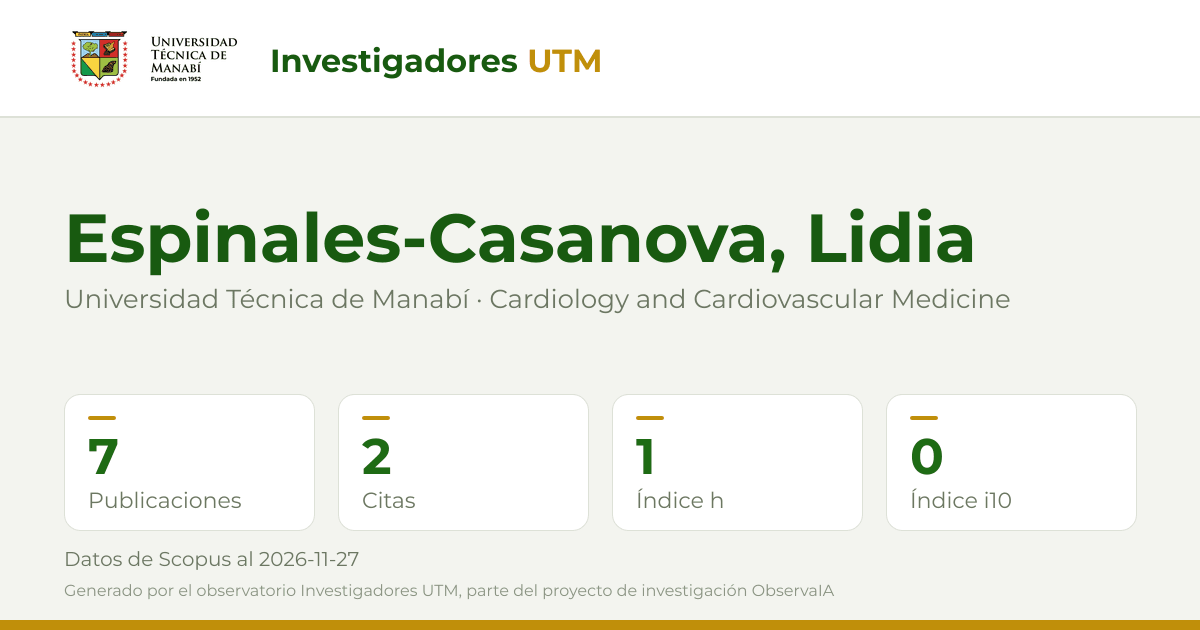 UNIVERSIDAD
TÉCNICA DE
MANABÍ
Fundada en 1952
Investigadores UTM
Espinales-Casanova, Lidia
Universidad Técnica de Manabí · Cardiology and Cardiovascular Medicine
7
Publicaciones
2
Citas
1
Índice h
0
Índice i10
Datos de Scopus al 2026-11-27
Generado por el observatorio Investigadores UTM, parte del proyecto de investigación ObservaIA